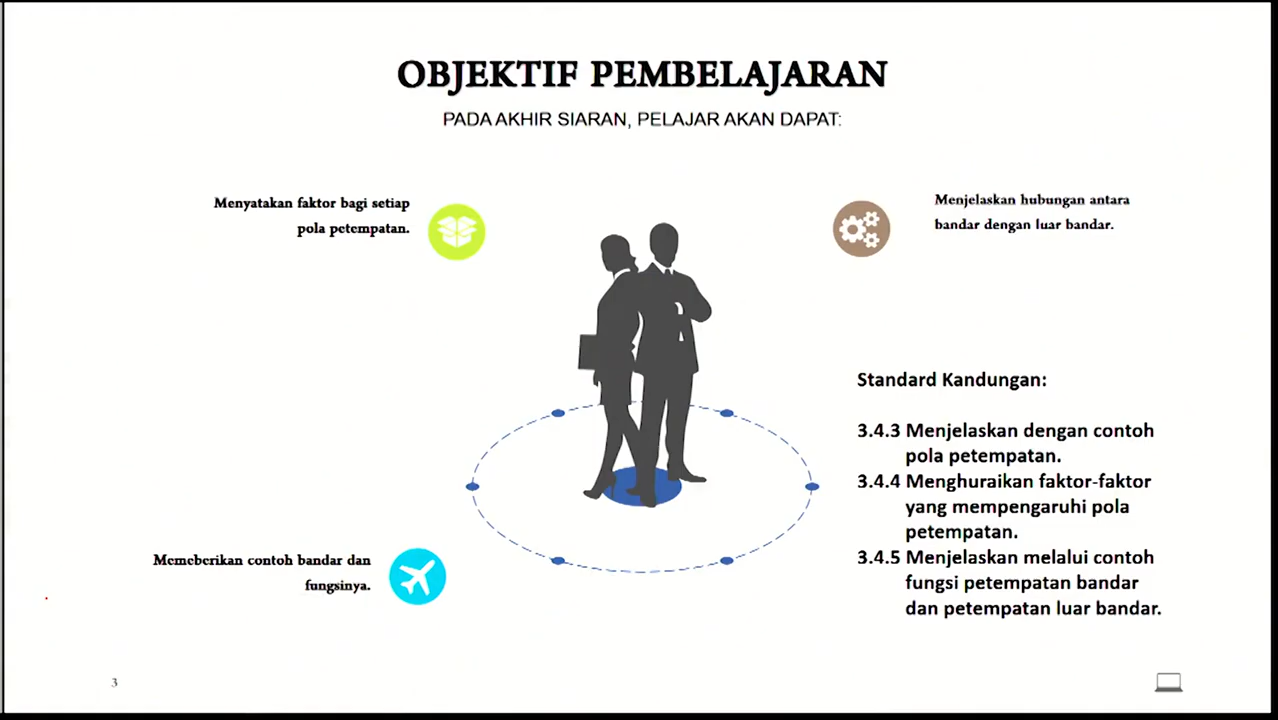 OBJEKTIF PEMBELAJARAN
PADA AKHIR SIARAN, PELAJAR AKAN DAPAT:
Menyatakan faktor bagi setiap
pola petempatan.
Menjelaskan hubungan antara
bandar dengan luar bandar.
Memeberikan contoh bandar dan
fungsinya.
Standard Kandungan:
3.4.3 Menjelaskan dengan contoh
pola petempatan.
3.4.4 Menghuraikan faktor-faktor
yang mempengaruhi pola
petempatan.
3.4.5 Menjelaskan melalui contoh
fungsi petempatan bandar
dan petempatan luar bandar.
3